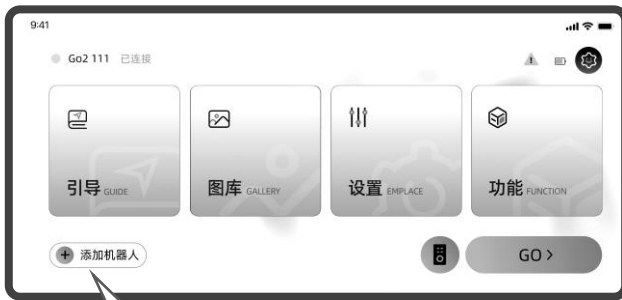 9:41
Go2 111 已连接
引导 GUIDE
图库 GALLERY
设置 EMPLACE
功能 FUNCTION
添加机器人
GO >